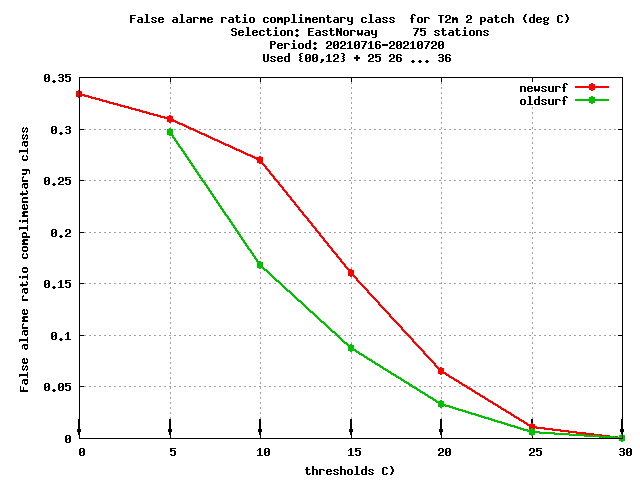 False alarme ratio complimentary class  for T2m 2 patch (deg C)
Selection: EastNorway     75 stations
Period: 20210716-20210720
Used {00,12} + 25 26 ... 36
newsurf
oldsurf
False alarme ratio complimentary class
0.35
0.3
0.25
0.2
0.15
0.1
0.05
0
0 5 10 15 20 25 30
thresholds C)